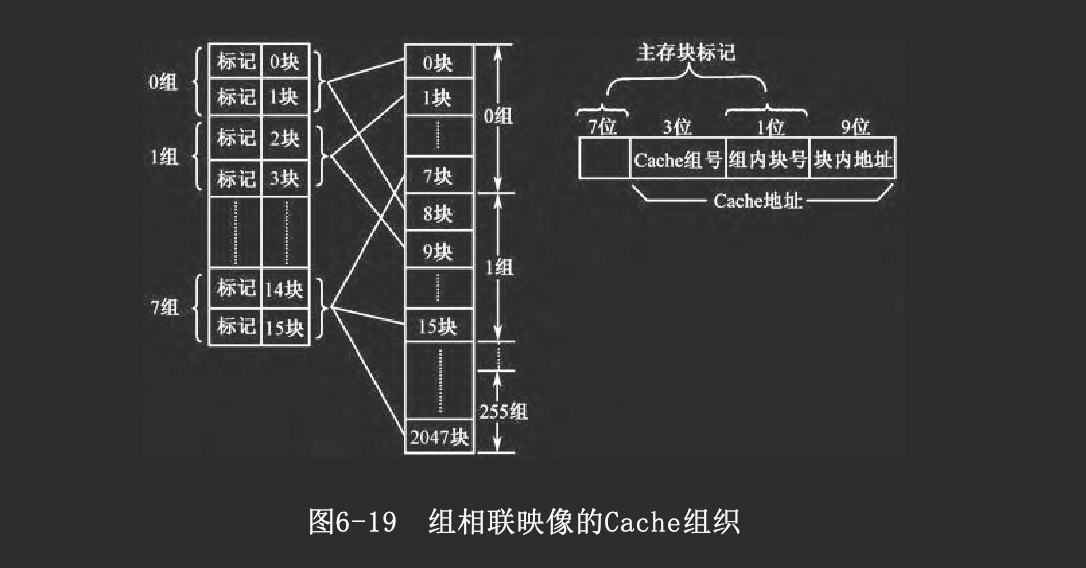 0组
标记 0块
标记 1块
1组
标记 2块
标记 3块
7组
标记 14块
标记 15块
0块
1块
7块
0组
8块
9块
15块
1组
2047块
255组
主存块标记
7位 3位 1位 9位
Cache组号 组内块号 块内地址
Cache地址
图6-19 组相联映像的Cache组织